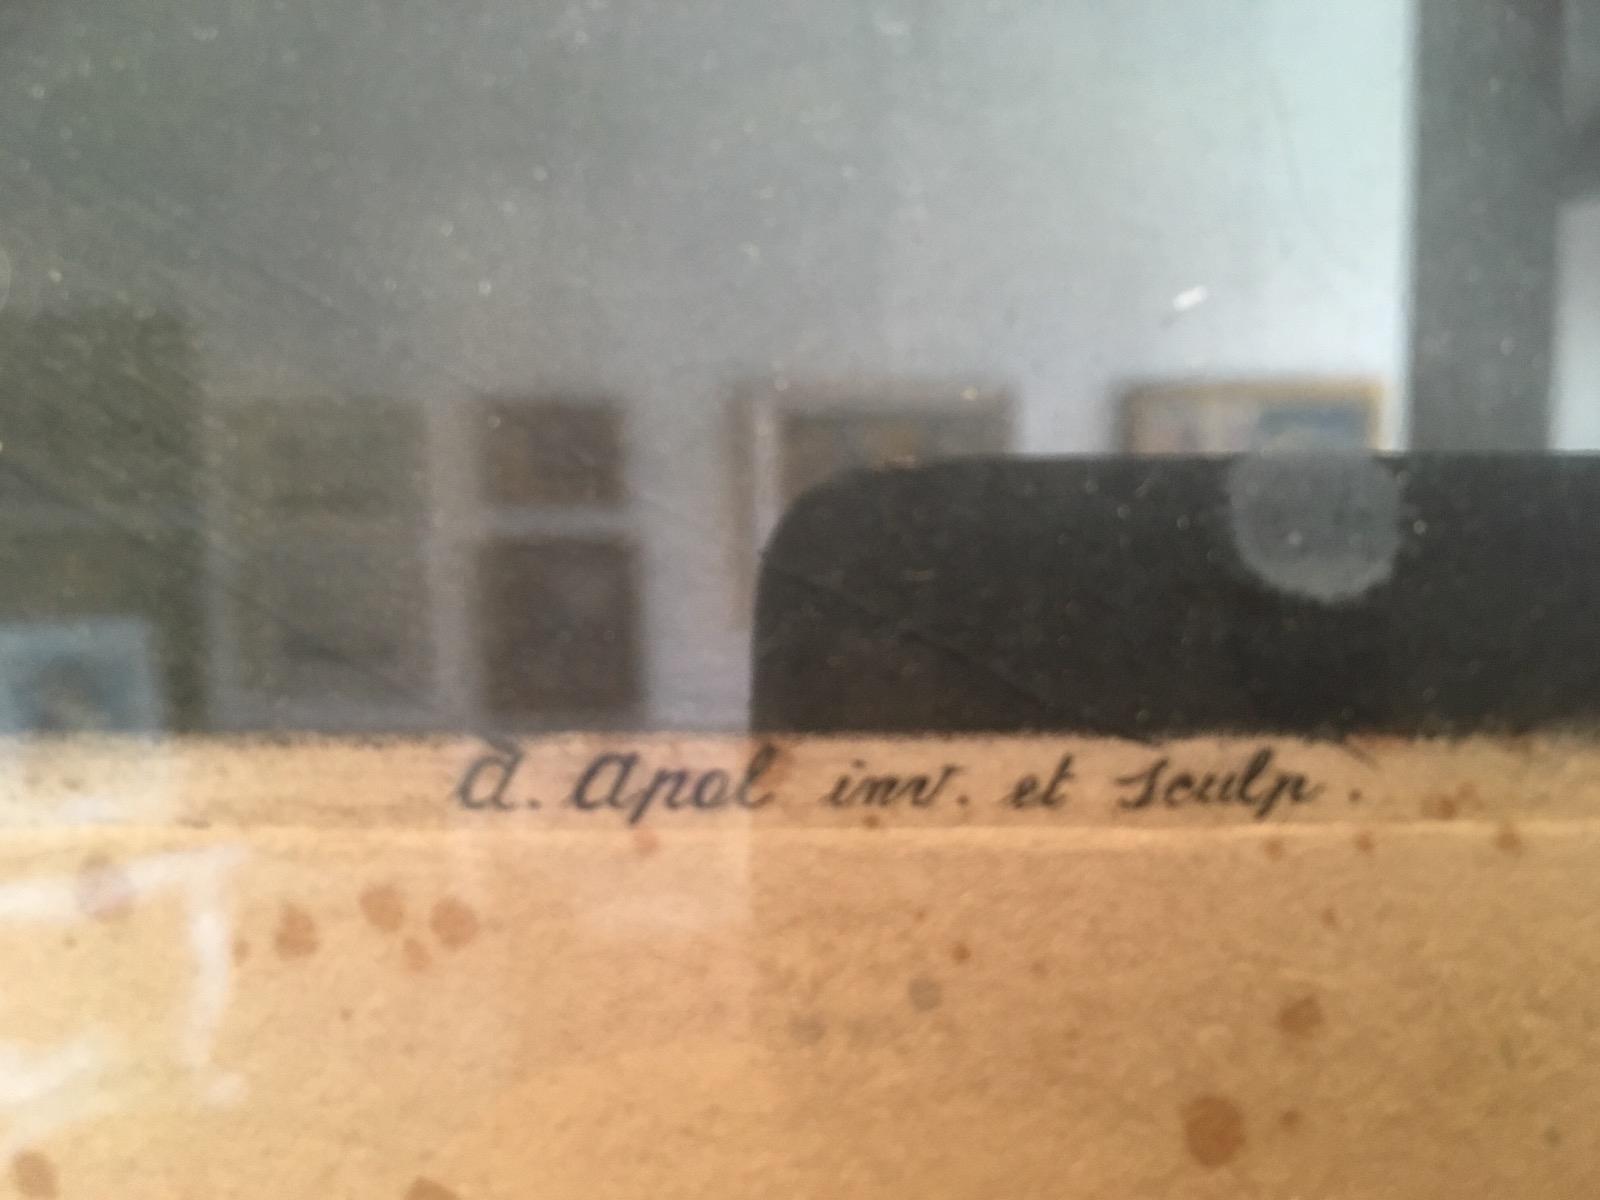 A. Apol inv. et sculp.